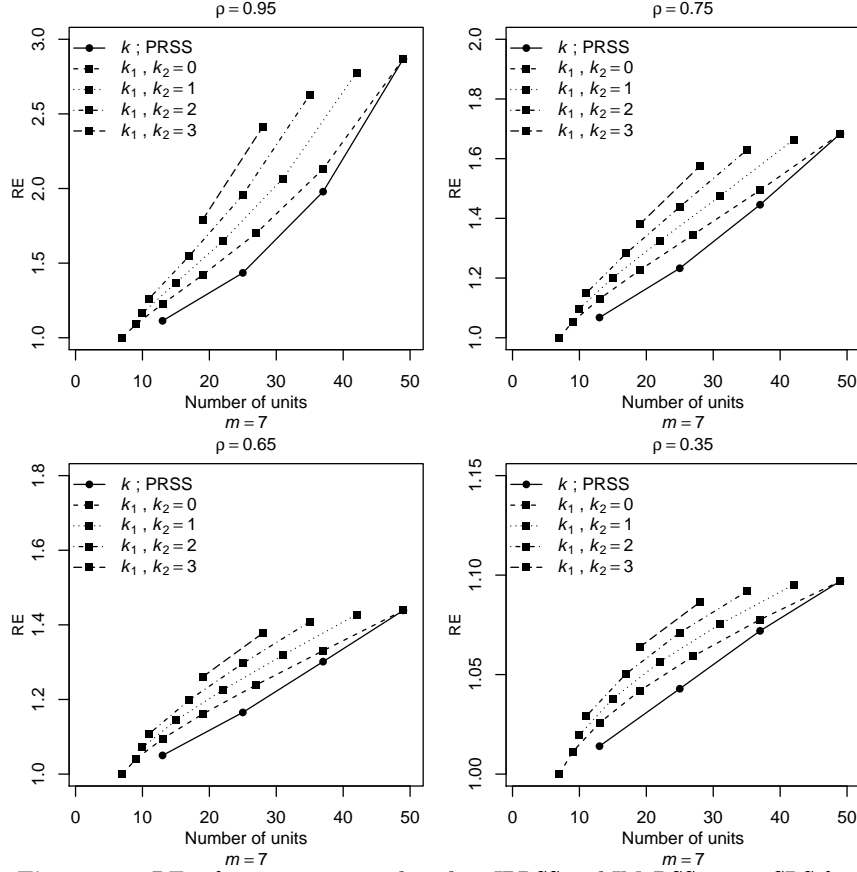 ρ = 0.95
3.0
2.5
2.0
1.5
1.0
RE
k ; PRSS
k₁ , k₂ = 0
k₁ , k₂ = 1
k₁ , k₂ = 2
k₁ , k₂ = 3
0 10 20 30 40 50
Number of units
m = 7
ρ = 0.75
2.0
1.8
1.6
1.4
1.2
1.0
RE
k ; PRSS
k₁ , k₂ = 0
k₁ , k₂ = 1
k₁ , k₂ = 2
k₁ , k₂ = 3
0 10 20 30 40 50
Number of units
m = 7
ρ = 0.65
1.8
1.6
1.4
1.2
1.0
RE
k ; PRSS
k₁ , k₂ = 0
k₁ , k₂ = 1
k₁ , k₂ = 2
k₁ , k₂ = 3
0 10 20 30 40 50
Number of units
m = 7
ρ = 0.35
1.15
1.10
1.05
1.00
RE
k ; PRSS
k₁ , k₂ = 0
k₁ , k₂ = 1
k₁ , k₂ = 2
k₁ , k₂ = 3
0 10 20 30 40 50
Number of units
m = 7